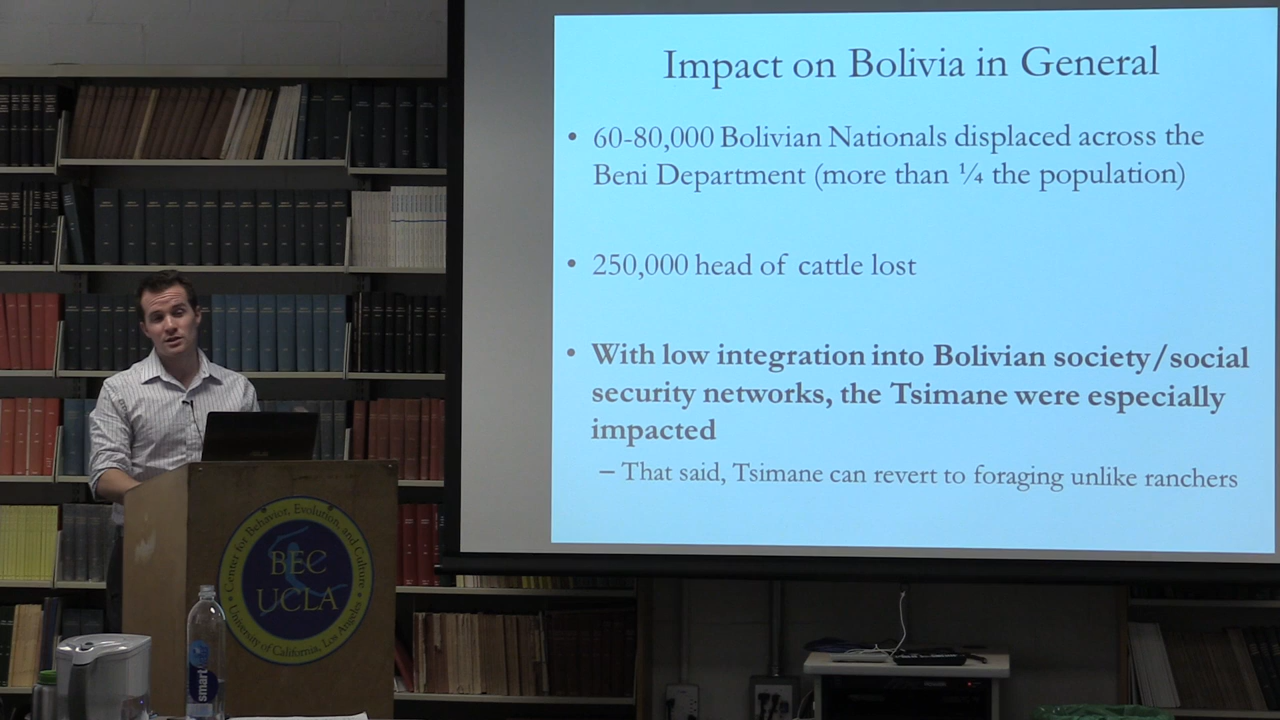 Impact on Bolivia in General
• 60-80,000 Bolivian Nationals displaced across the
Beni Department (more than ¼ the population)
• 250,000 head of cattle lost
• With low integration into Bolivian society/social
security networks, the Tsimane were especially
impacted
– That said, Tsimane can revert to foraging unlike ranchers
Center for Behavior, Evolution, and Culture
BEC
UCLA
University of California, Los Angeles
smart